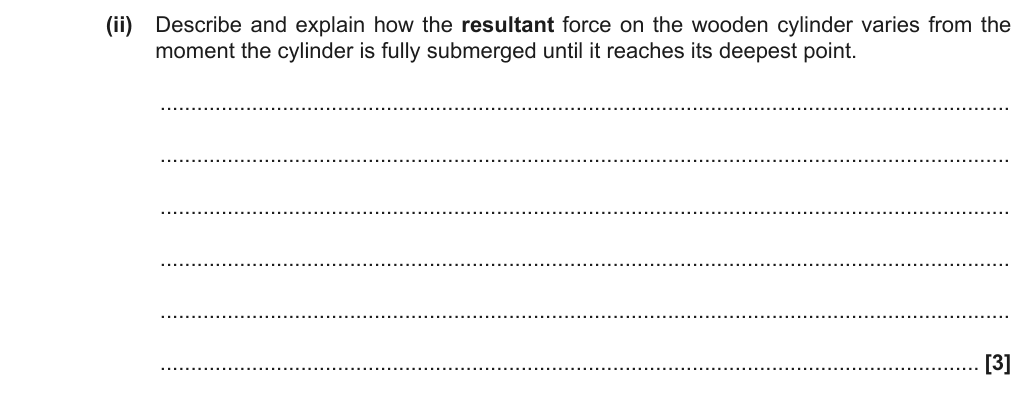 (ii) Describe and explain how the resultant force on the wooden cylinder varies from the
moment the cylinder is fully submerged until it reaches its deepest point.
[3]